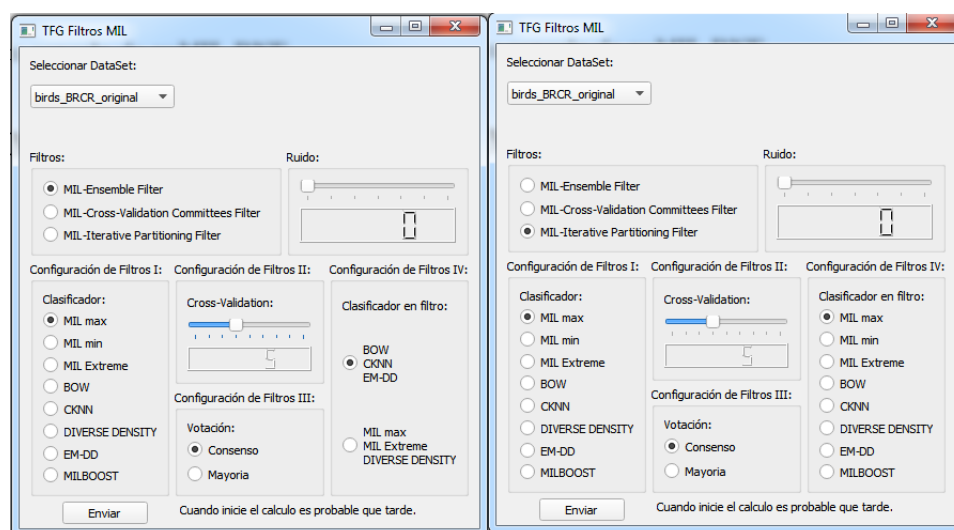 TFG Filtros MIL
Seleccionar DataSet:
birds_BRCR_original
Filtros:
Ruido:
MIL-Ensemble Filter
MIL-Cross-Validation Committees Filter
MIL-Iterative Partitioning Filter
0
Configuración de Filtros I:
Configuración de Filtros II:
Configuración de Filtros IV:
Clasificador:
MIL max
MIL min
MIL Extreme
BOW
CKNN
DIVERSE DENSITY
EM-DD
MILBOOST
Cross-Validation:
5
Configuración de Filtros III:
Votación:
Consenso
Mayoria
Clasificador en filtro:
BOW
CKNN
EM-DD
MIL max
MIL Extreme
DIVERSE DENSITY
Enviar
Cuando inicie el calculo es probable que tarde.
TFG Filtros MIL
Seleccionar DataSet:
birds_BRCR_original
Filtros:
Ruido:
MIL-Ensemble Filter
MIL-Cross-Validation Committees Filter
MIL-Iterative Partitioning Filter
0
Configuración de Filtros I:
Configuración de Filtros II:
Configuración de Filtros IV:
Clasificador:
MIL max
MIL min
MIL Extreme
BOW
CKNN
DIVERSE DENSITY
EM-DD
MILBOOST
Cross-Validation:
5
Configuración de Filtros III:
Votación:
Consenso
Mayoria
Clasificador en filtro:
MIL max
MIL min
MIL Extreme
BOW
CKNN
DIVERSE DENSITY
EM-DD
MILBOOST
Enviar
Cuando inicie el calculo es probable que tarde.